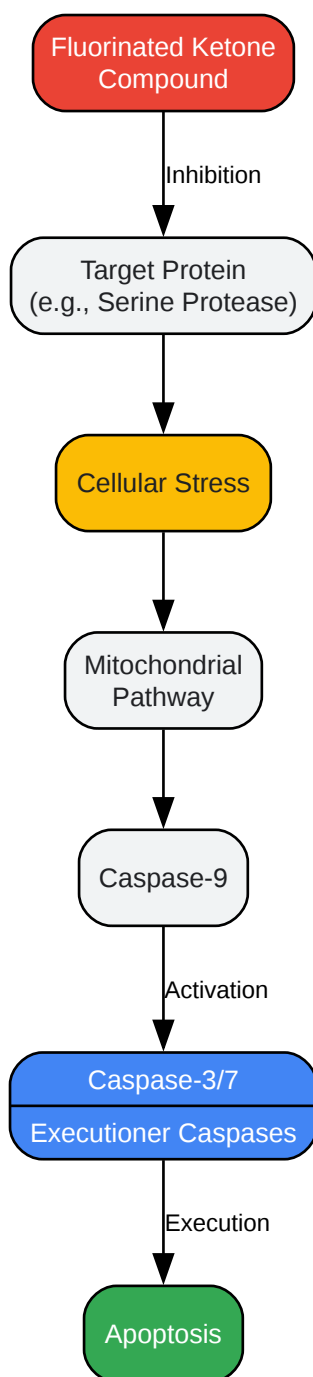 Fluorinated Ketone
Compound
Inhibition
Target Protein
(e.g., Serine Protease)
Cellular Stress
Mitochondrial
Pathway
Caspase-9
Activation
Caspase-3/7
Executioner Caspases
Execution
Apoptosis